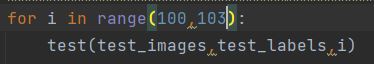 for i in range(100,103):
    test(test_images,test_labels,i)